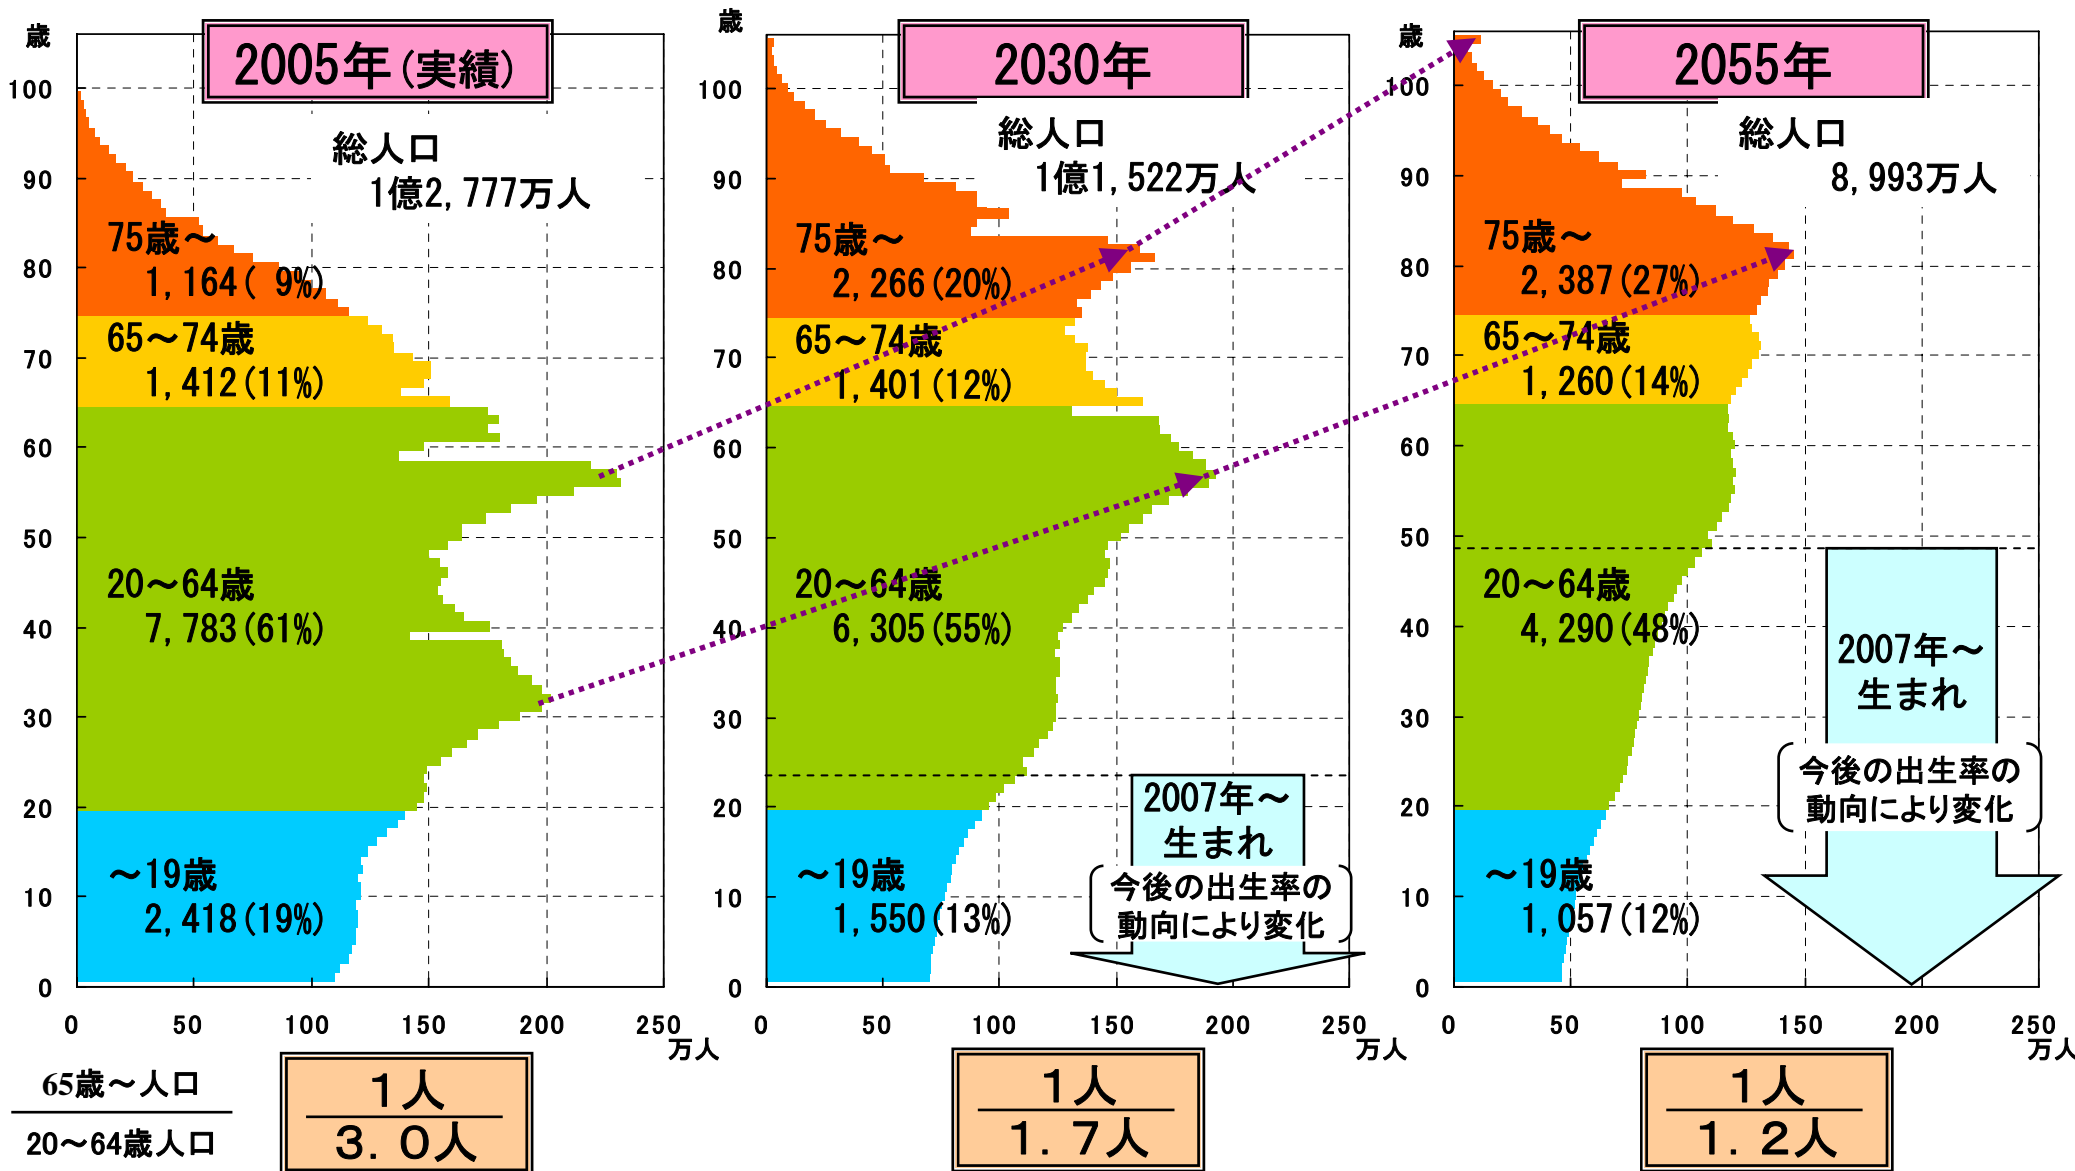 2005年(実績)
歳
総人口
1億2,777万人
75歳～
1,164( 9%)
65～74歳
1,412(11%)
20～64歳
7,783(61%)
～19歳
2,418(19%)
100
90
80
70
60
50
40
30
20
10
0
0 50 100 150 200 250
万人
2030年
歳
総人口
1億1,522万人
75歳～
2,266(20%)
65～74歳
1,401(12%)
20～64歳
6,305(55%)
～19歳
1,550(13%)
2007年～
生まれ
今後の出生率の
動向により変化
100
90
80
70
60
50
40
30
20
10
0
0 50 100 150 200 250
万人
2055年
歳
総人口
8,993万人
75歳～
2,387(27%)
65～74歳
1,260(14%)
20～64歳
4,290(48%)
～19歳
1,057(12%)
2007年～
生まれ
今後の出生率の
動向により変化
100
90
80
70
60
50
40
30
20
10
0
0 50 100 150 200 250
万人
65歳～人口
20～64歳人口
1人
3.0人
1人
1.7人
1人
1.2人